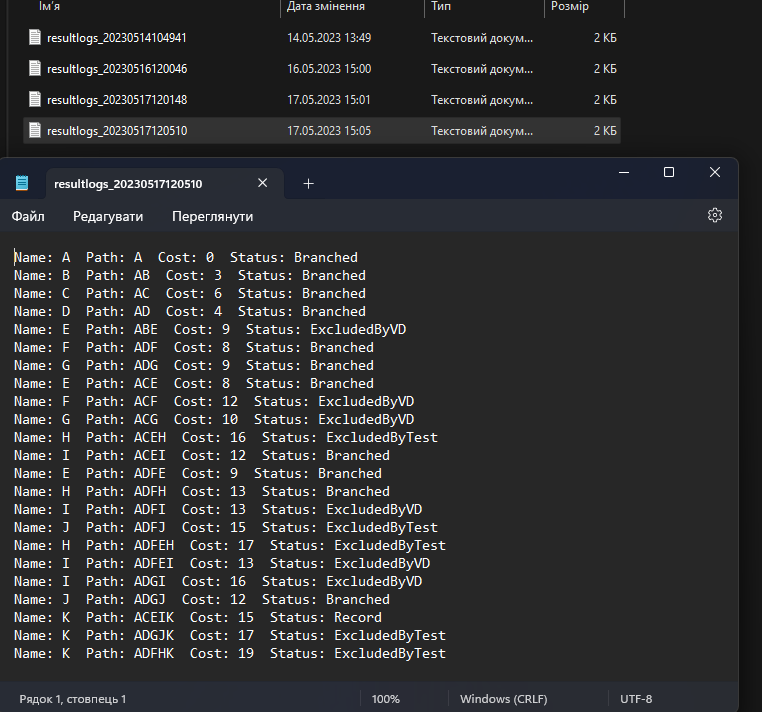 Ім'я Дата змінення Тип Розмір
resultlogs_20230514104941 14.05.2023 13:49 Текстовий докум... 2 КБ
resultlogs_20230516120046 16.05.2023 15:00 Текстовий докум... 2 КБ
resultlogs_20230517120148 17.05.2023 15:01 Текстовий докум... 2 КБ
resultlogs_20230517120510 17.05.2023 15:05 Текстовий докум... 2 КБ
resultlogs_20230517120510
Файл Редагувати Переглянути
Name: A  Path: A  Cost: 0  Status: Branched
Name: B  Path: AB  Cost: 3  Status: Branched
Name: C  Path: AC  Cost: 6  Status: Branched
Name: D  Path: AD  Cost: 4  Status: Branched
Name: E  Path: ABE  Cost: 9  Status: ExcludedByVD
Name: F  Path: ADF  Cost: 8  Status: Branched
Name: G  Path: ADG  Cost: 9  Status: Branched
Name: E  Path: ACE  Cost: 8  Status: Branched
Name: F  Path: ACF  Cost: 12  Status: ExcludedByVD
Name: G  Path: ACG  Cost: 10  Status: ExcludedByVD
Name: H  Path: ACEH  Cost: 16  Status: ExcludedByTest
Name: I  Path: ACEI  Cost: 12  Status: Branched
Name: E  Path: ADFE  Cost: 9  Status: Branched
Name: H  Path: ADFH  Cost: 13  Status: Branched
Name: I  Path: ADFI  Cost: 13  Status: ExcludedByVD
Name: J  Path: ADFJ  Cost: 15  Status: ExcludedByTest
Name: H  Path: ADFEH  Cost: 17  Status: ExcludedByTest
Name: I  Path: ADFEI  Cost: 13  Status: ExcludedByVD
Name: I  Path: ADGI  Cost: 16  Status: ExcludedByVD
Name: J  Path: ADGJ  Cost: 12  Status: Branched
Name: K  Path: ACEIK  Cost: 15  Status: Record
Name: K  Path: ADGJK  Cost: 17  Status: ExcludedByTest
Name: K  Path: ADFHK  Cost: 19  Status: ExcludedByTest
Рядок 1, стовпець 1 100% Windows (CRLF) UTF-8